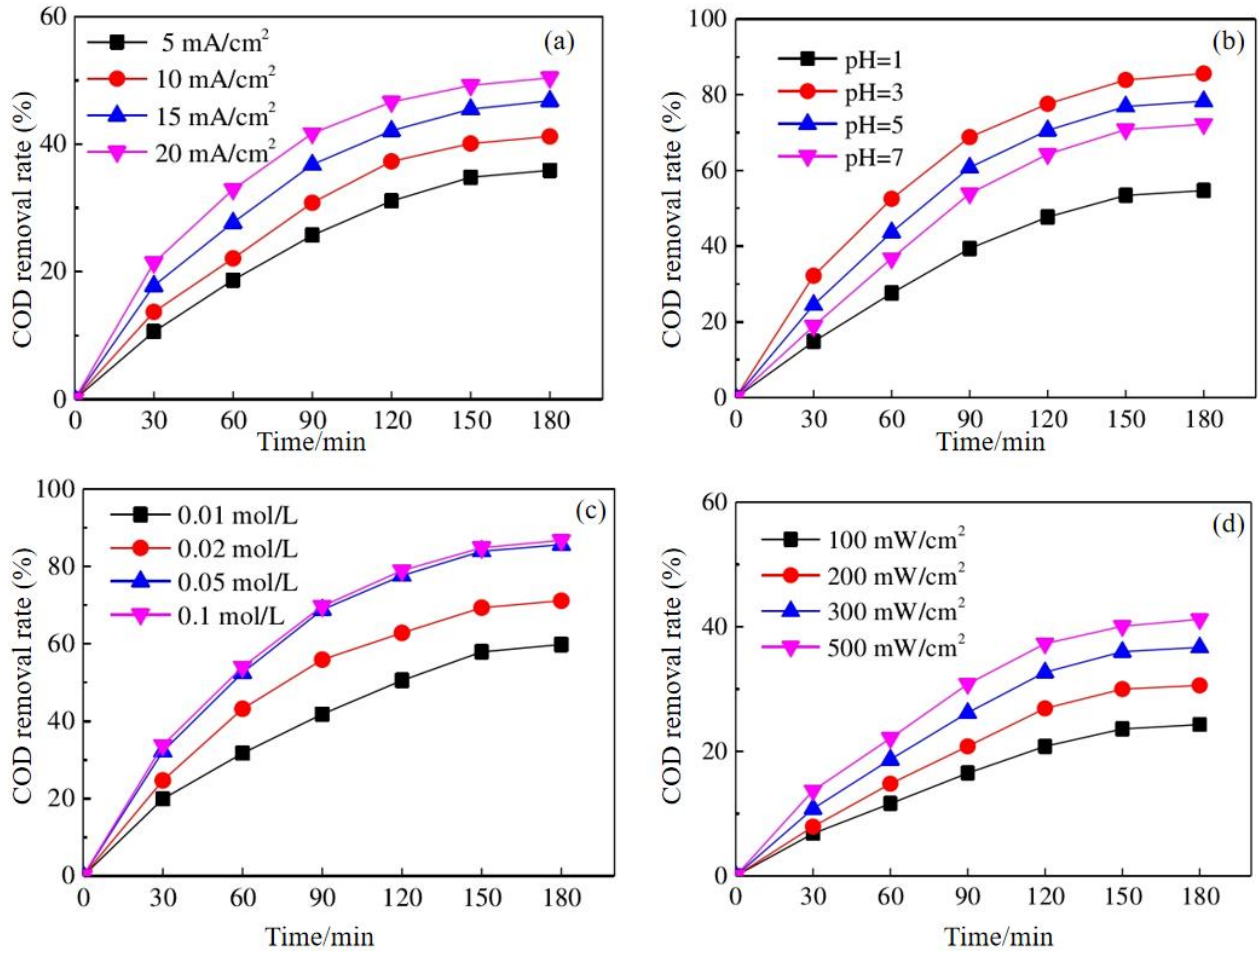 (a)
5 mA/cm²
10 mA/cm²
15 mA/cm²
20 mA/cm²
COD removal rate (%)
60
40
20
0
0 30 60 90 120 150 180
Time/min
(b)
pH=1
pH=3
pH=5
pH=7
COD removal rate (%)
100
80
60
40
20
0
0 30 60 90 120 150 180
Time/min
(c)
0.01 mol/L
0.02 mol/L
0.05 mol/L
0.1 mol/L
COD removal rate (%)
100
80
60
40
20
0
0 30 60 90 120 150 180
Time/min
(d)
100 mW/cm²
200 mW/cm²
300 mW/cm²
500 mW/cm²
COD removal rate (%)
60
40
20
0
0 30 60 90 120 150 180
Time/min